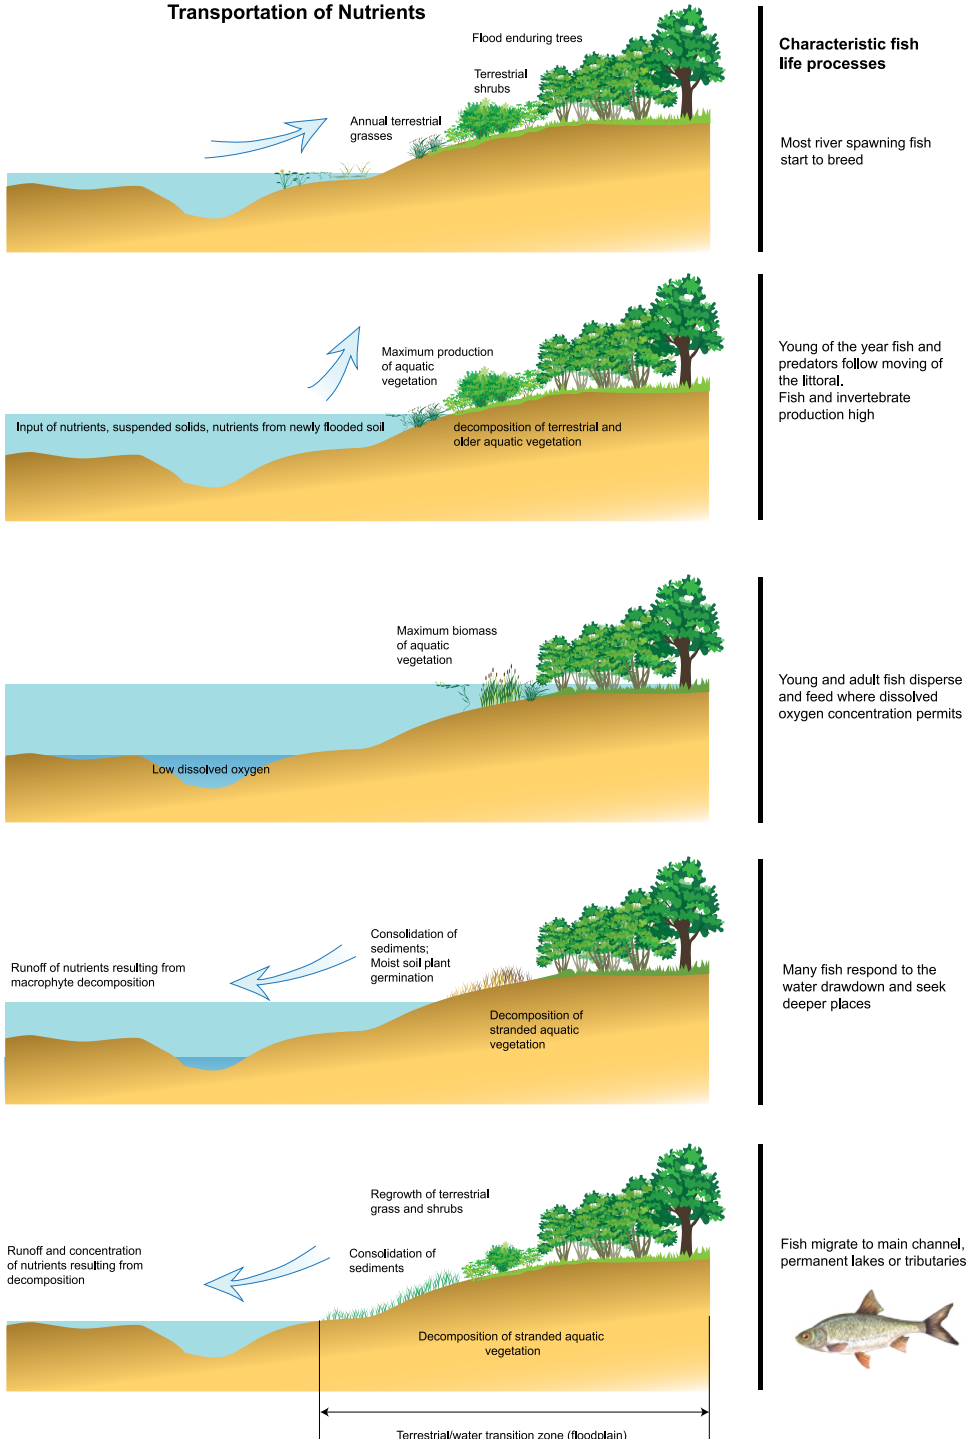 Transportation of Nutrients
Characteristic fish
life processes
Flood enduring trees
Terrestrial
shrubs
Annual terrestrial
grasses
Most river spawning fish
start to breed
Maximum production
of aquatic
vegetation
Input of nutrients, suspended solids, nutrients from newly flooded soil
decomposition of terrestrial and
older aquatic vegetation
Young of the year fish and
predators follow moving of
the littoral.
Fish and invertebrate
production high
Maximum biomass
of aquatic
vegetation
Low dissolved oxygen
Young and adult fish disperse
and feed where dissolved
oxygen concentration permits
Consolidation of
sediments;
Moist soil plant
germination
Runoff of nutrients resulting from
macrophyte decomposition
Decomposition of
stranded aquatic
vegetation
Many fish respond to the
water drawdown and seek
deeper places
Regrowth of terrestrial
grass and shrubs
Runoff and concentration
of nutrients resulting from
decomposition
Consolidation of
sediments
Decomposition of stranded aquatic
vegetation
Fish migrate to main channel,
permanent lakes or tributaries
Terrestrial/water transition zone (floodplain)